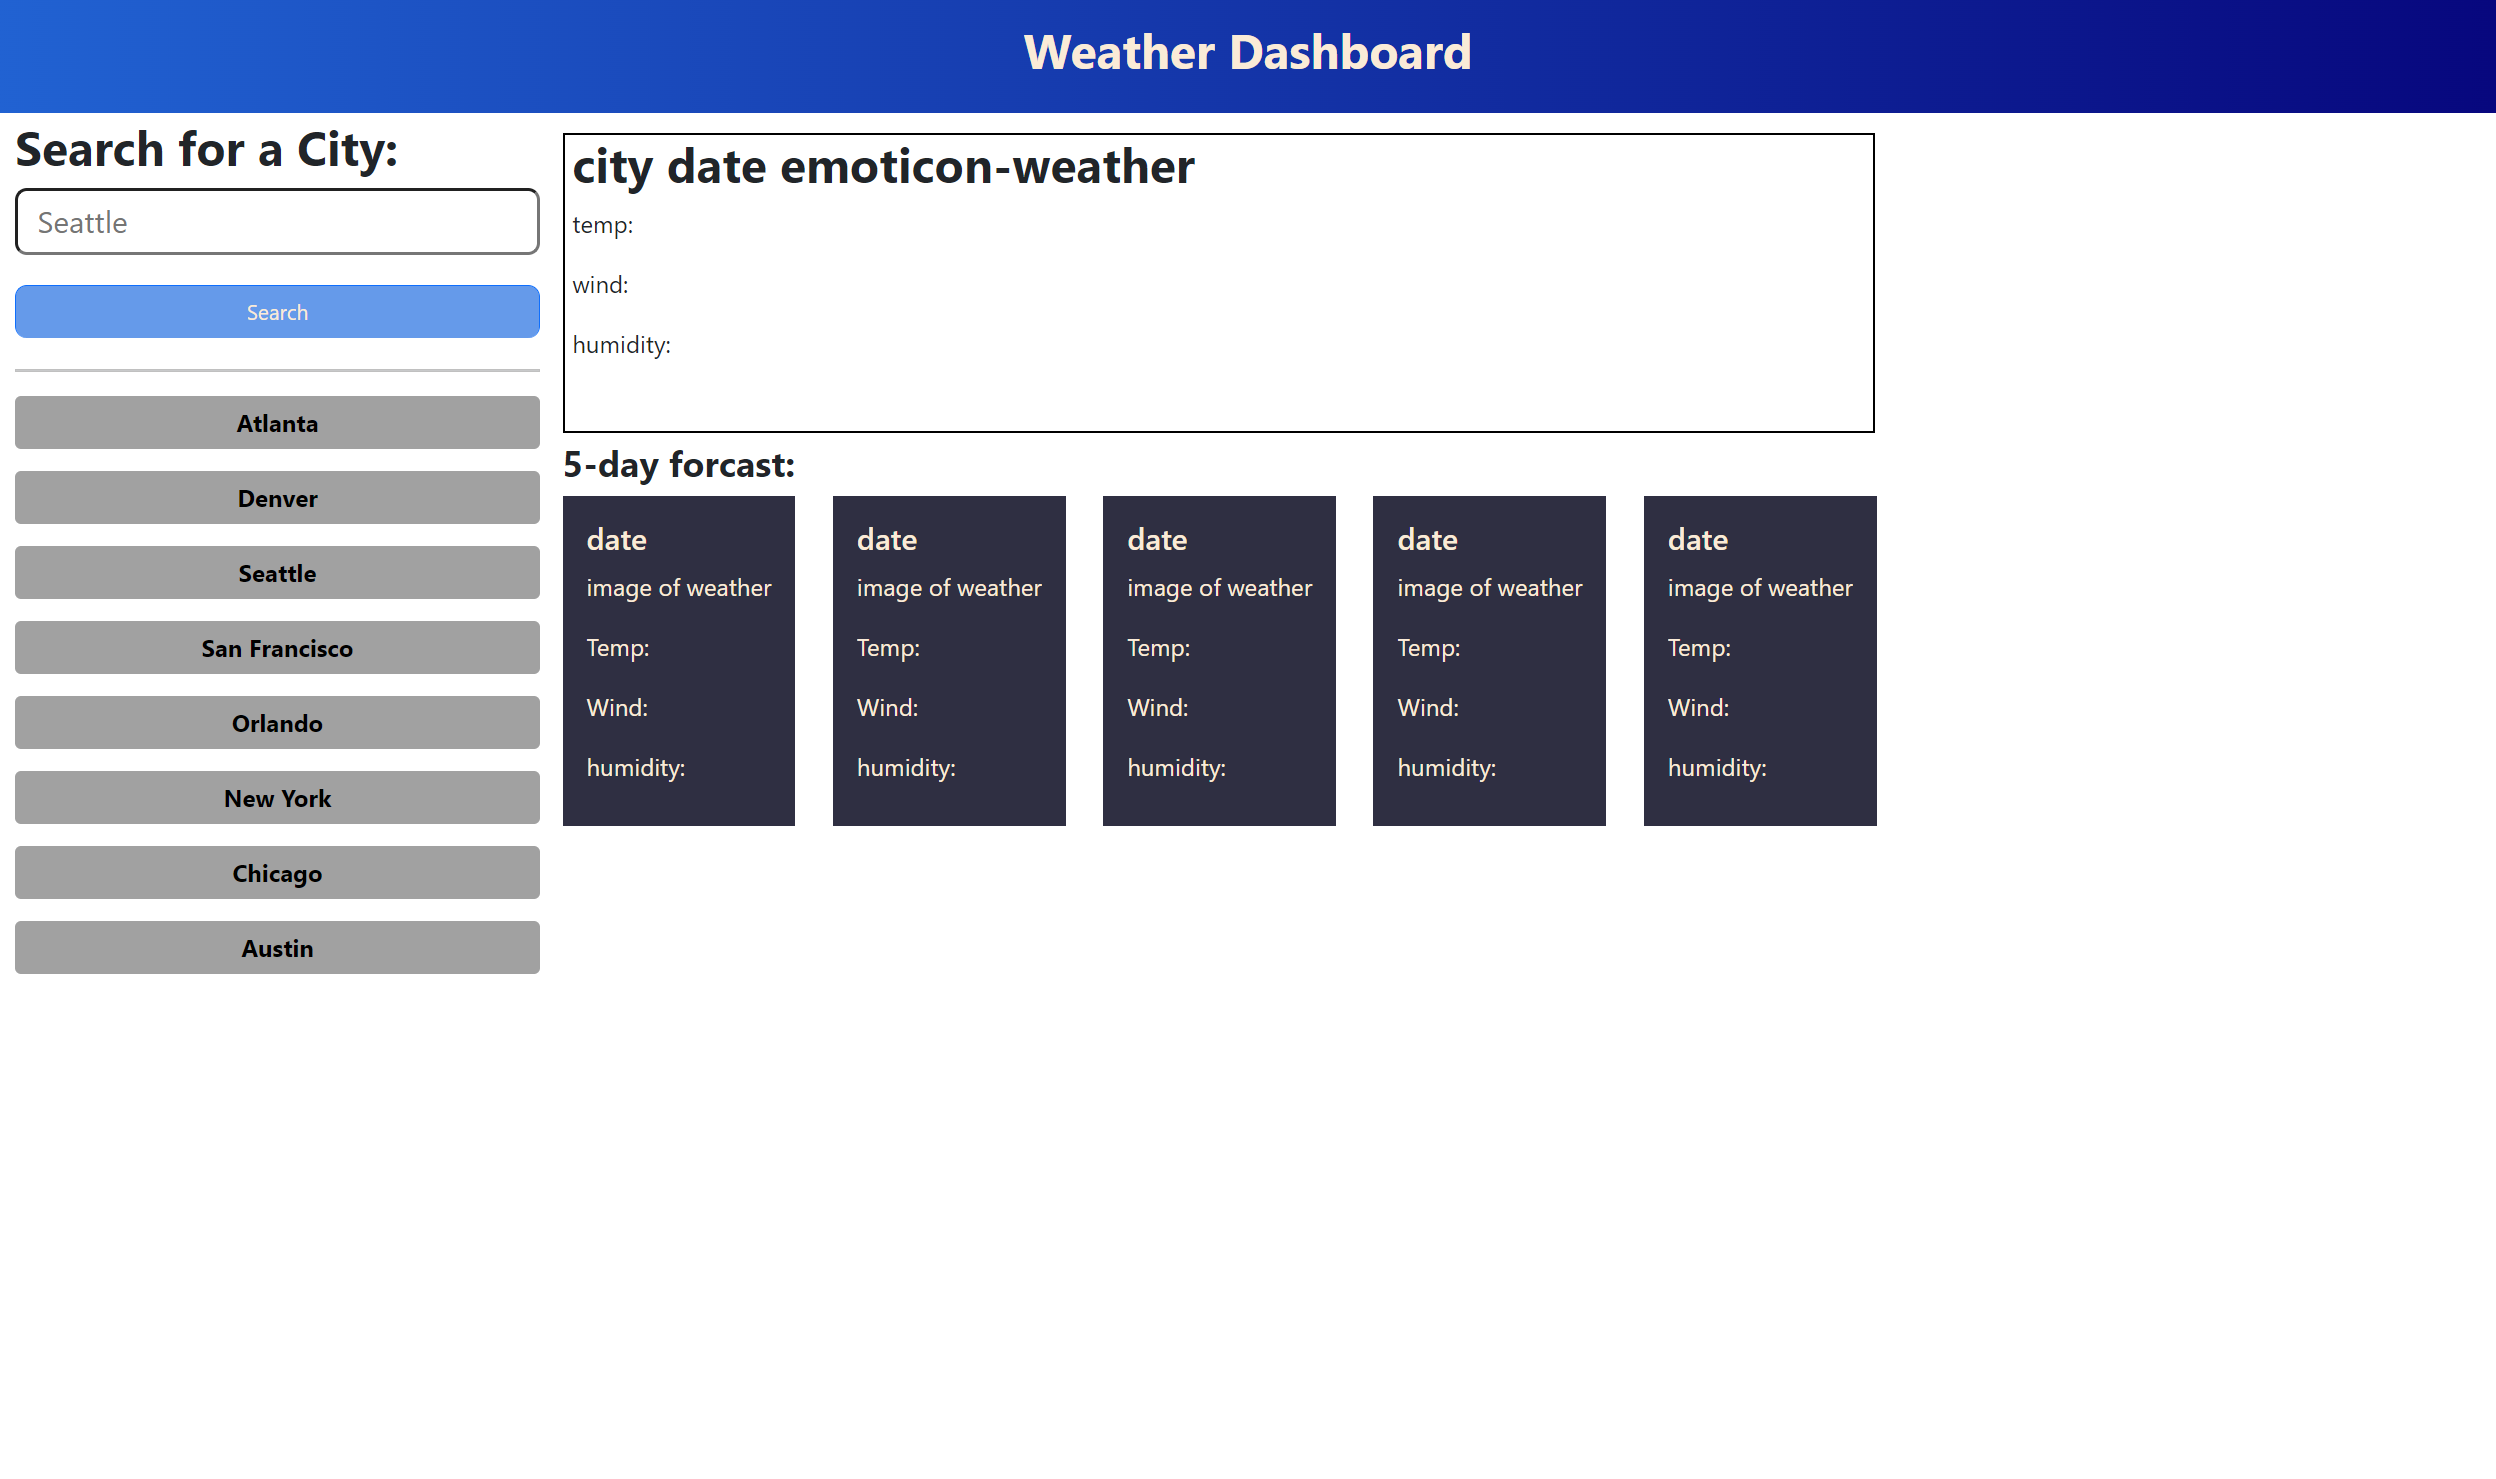 Weather Dashboard
Search for a City:
Seattle
Search
Atlanta
Denver
Seattle
San Francisco
Orlando
New York
Chicago
Austin
city date emoticon-weather
temp:
wind:
humidity:
5-day forcast:
date
image of weather
Temp:
Wind:
humidity:
date
image of weather
Temp:
Wind:
humidity:
date
image of weather
Temp:
Wind:
humidity:
date
image of weather
Temp:
Wind:
humidity:
date
image of weather
Temp:
Wind:
humidity: